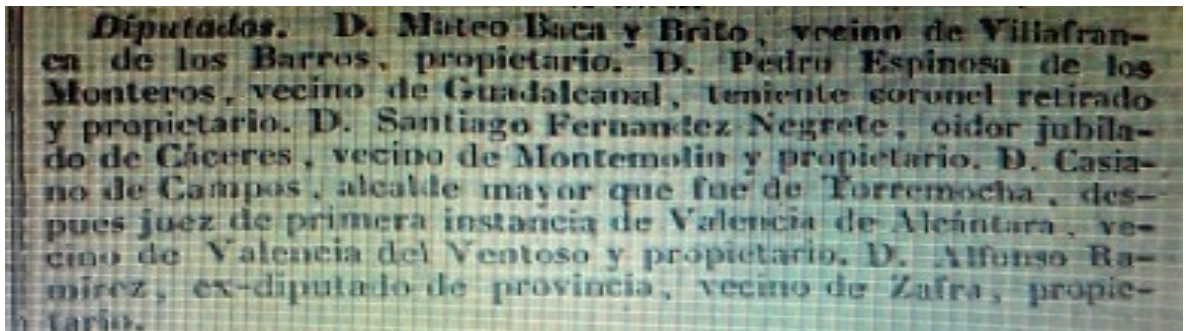 Diputados. D. Mateo Baca y Brito, vecino de Villafran-
ca de los Barros, propietario. D. Pedro Espinosa de los
Monteros, vecino de Guadalcanal, teniente coronel retirado
y propietario. D. Santiago Fernandez Negrete, oidor jubila-
do de Cáceres, vecino de Montemolin y propietario. D. Casia-
no de Campos, alcalde mayor que fue de Torremocha, des-
pues juez de primera instancia de Valencia de Alcántara, ve-
cino de Valencia del Ventoso y propietario. D. Alfonso Ra-
mirez, ex-diputado de provincia, vecino de Zafra, propie-
tario.